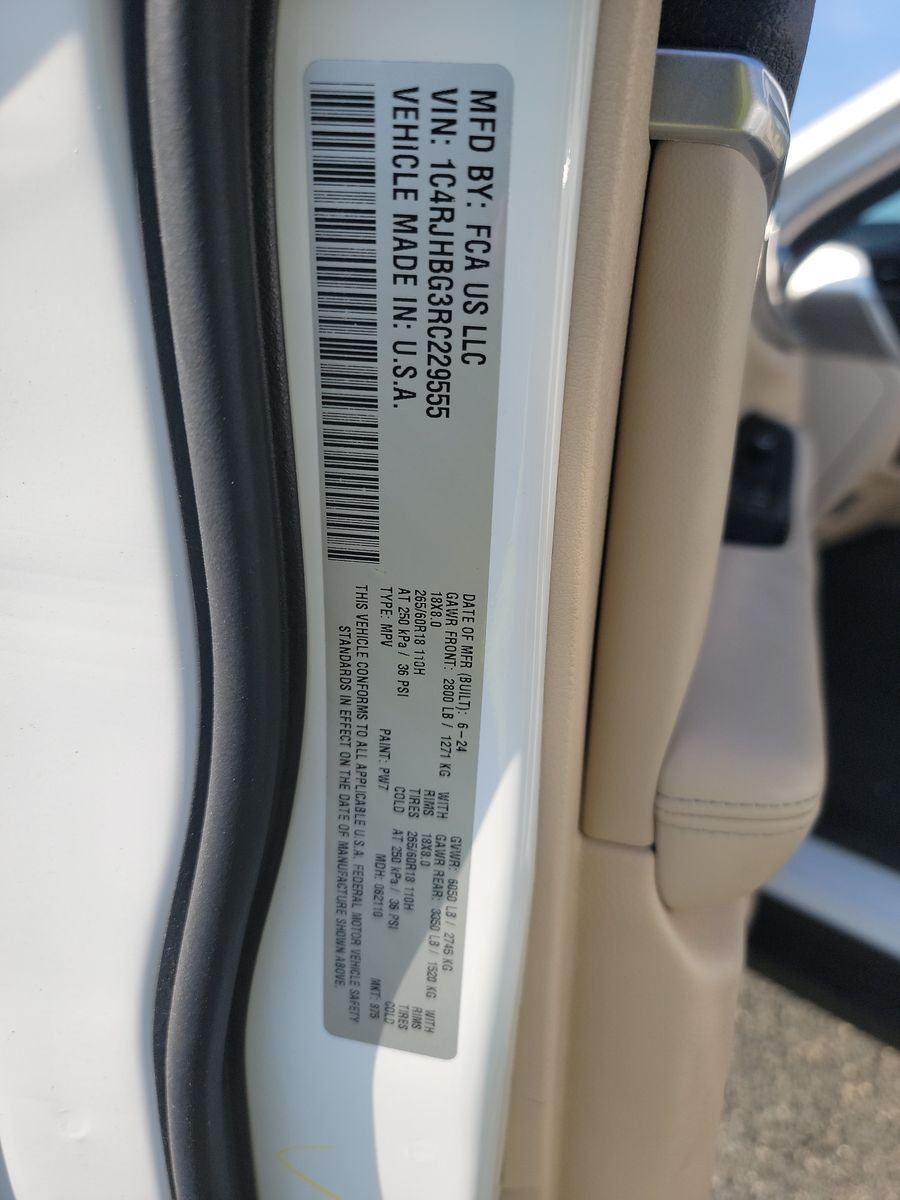 MFD BY: FCA US LLC
VIN: 1C4RJHBG3RC229555
VEHICLE MADE IN: U.S.A.
DATE OF MFR (BUILT): 6-24 GVWR: 6050 LB / 2745 KG
GAWR FRONT: 2800 LB / 1271 KG WITH GAWR REAR: 3350 LB / 1520 KG WITH
18X8.0 RIMS 18X8.0 RIMS
265/60R18 110H TIRES 265/60R18 110H TIRES
AT 250 kPa / 36 PSI COLD AT 250 kPa / 36 PSI COLD
TYPE: MPV PAINT: PW7 MDH: 062110 MKT: 975
THIS VEHICLE CONFORMS TO ALL APPLICABLE U.S.A. FEDERAL MOTOR VEHICLE SAFETY
STANDARDS IN EFFECT ON THE DATE OF MANUFACTURE SHOWN ABOVE.